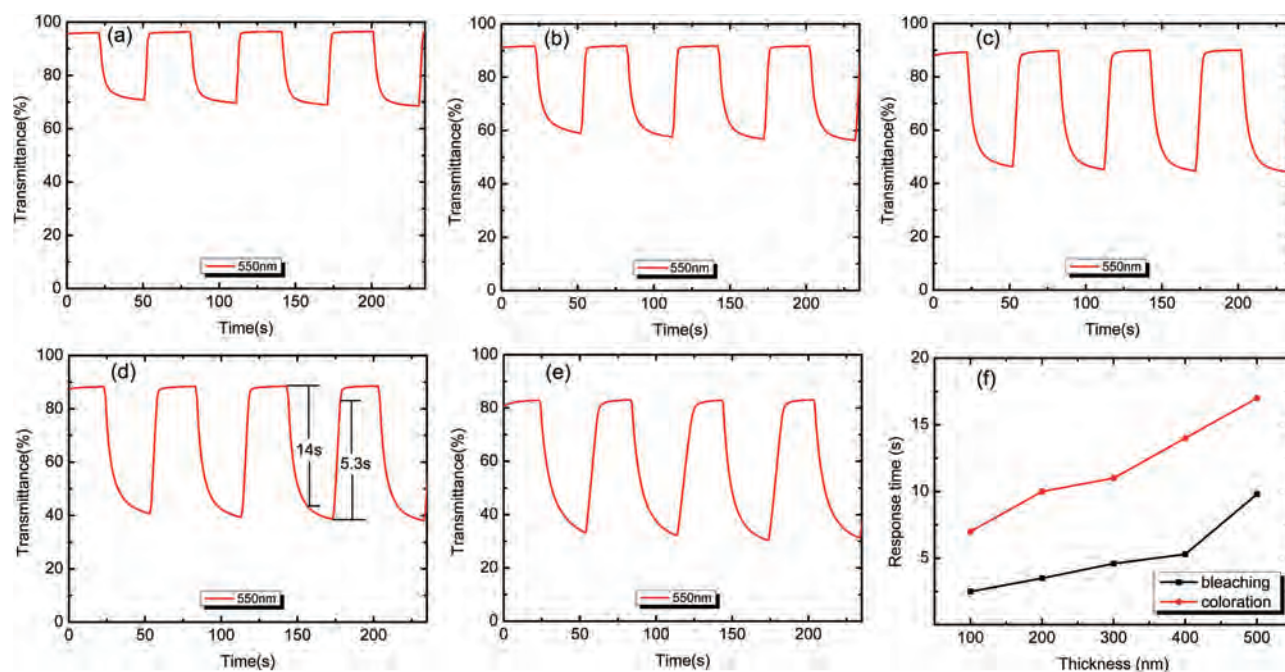 (a)
Transmittance(%)
100
80
60
40
20
0
550nm
0 50 100 150 200
Time(s)
(b)
Transmittance(%)
100
80
60
40
20
0
550nm
0 50 100 150 200
Time(s)
(c)
Transmittance(%)
100
80
60
40
20
0
550nm
0 50 100 150 200
Time(s)
(d)
Transmittance(%)
100
80
60
40
20
0
14s
5.3s
550nm
0 50 100 150 200
Time(s)
(e)
Transmittance(%)
100
80
60
40
20
0
550nm
0 50 100 150 200
Time(s)
(f)
Response time (s)
20
15
10
5
bleaching
coloration
100 200 300 400 500
Thickness (nm)